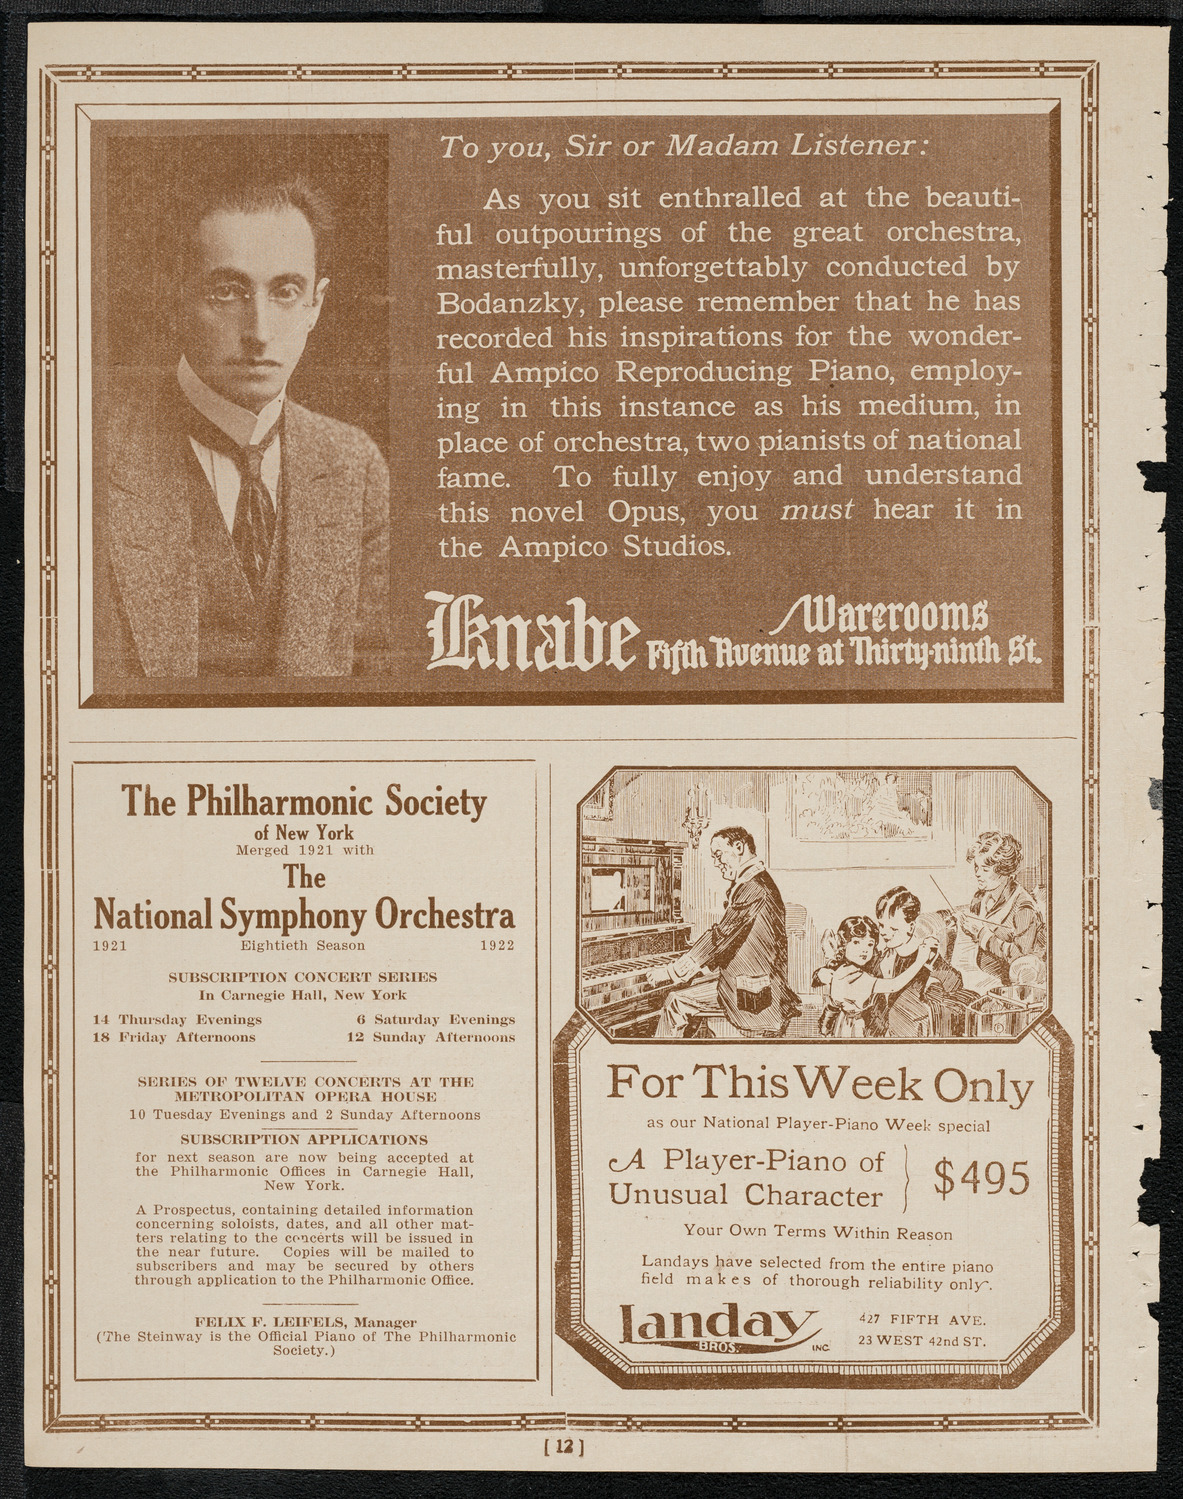 To you, Sir or Madam Listener:
As you sit enthralled at the beauti-
ful outpourings of the great orchestra,
masterfully, unforgettably conducted by
Bodanzky, please remember that he has
recorded his inspirations for the wonder-
ful Ampico Reproducing Piano, employ-
ing in this instance as his medium, in
place of orchestra, two pianists of national
fame. To fully enjoy and understand
this novel Opus, you must hear it in
the Ampico Studios.
Knabe Warerooms
Fifth Avenue at Thirty-ninth St.
The Philharmonic Society
of New York
Merged 1921 with
The
National Symphony Orchestra
1921 Eightieth Season 1922
SUBSCRIPTION CONCERT SERIES
In Carnegie Hall, New York
14 Thursday Evenings 6 Saturday Evenings
18 Friday Afternoons 12 Sunday Afternoons
SERIES OF TWELVE CONCERTS AT THE
METROPOLITAN OPERA HOUSE
10 Tuesday Evenings and 2 Sunday Afternoons
SUBSCRIPTION APPLICATIONS
for next season are now being accepted at
the Philharmonic Offices in Carnegie Hall,
New York.
A Prospectus, containing detailed information
concerning soloists, dates, and all other mat-
ters relating to the concerts will be issued in
the near future. Copies will be mailed to
subscribers and may be secured by others
through application to the Philharmonic Office.
FELIX F. LEIFELS, Manager
(The Steinway is the Official Piano of The Philharmonic
Society.)
For This Week Only
as our National Player-Piano Week special
A Player-Piano of
Unusual Character
$495
Your Own Terms Within Reason
Landays have selected from the entire piano
field makes of thorough reliability only.
Landay
BROS. INC.
427 FIFTH AVE.
23 WEST 42nd ST.
[ 12 ]